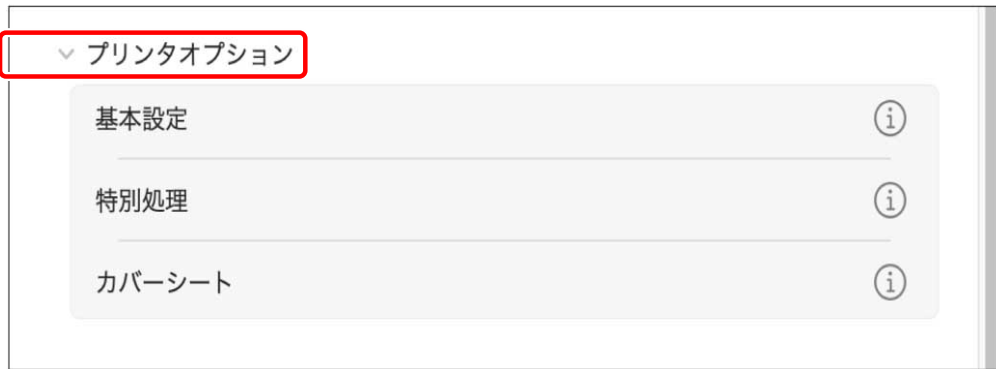 プリンタオプション
基本設定
特別処理
カバーシート